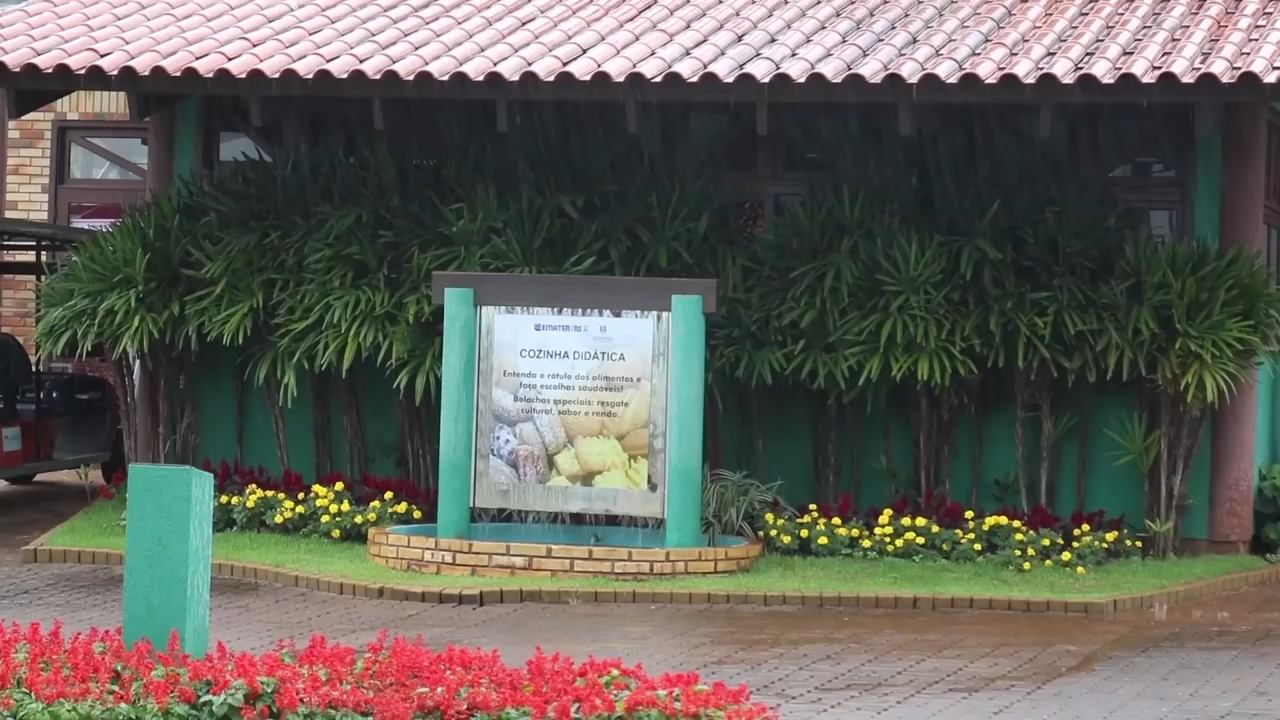 EMATER/RS
COZINHA DIDÁTICA
Entenda o rótulo dos alimentos e
faça escolhas saudáveis!
Bolachas especiais: resgate
cultural, sabor e renda.